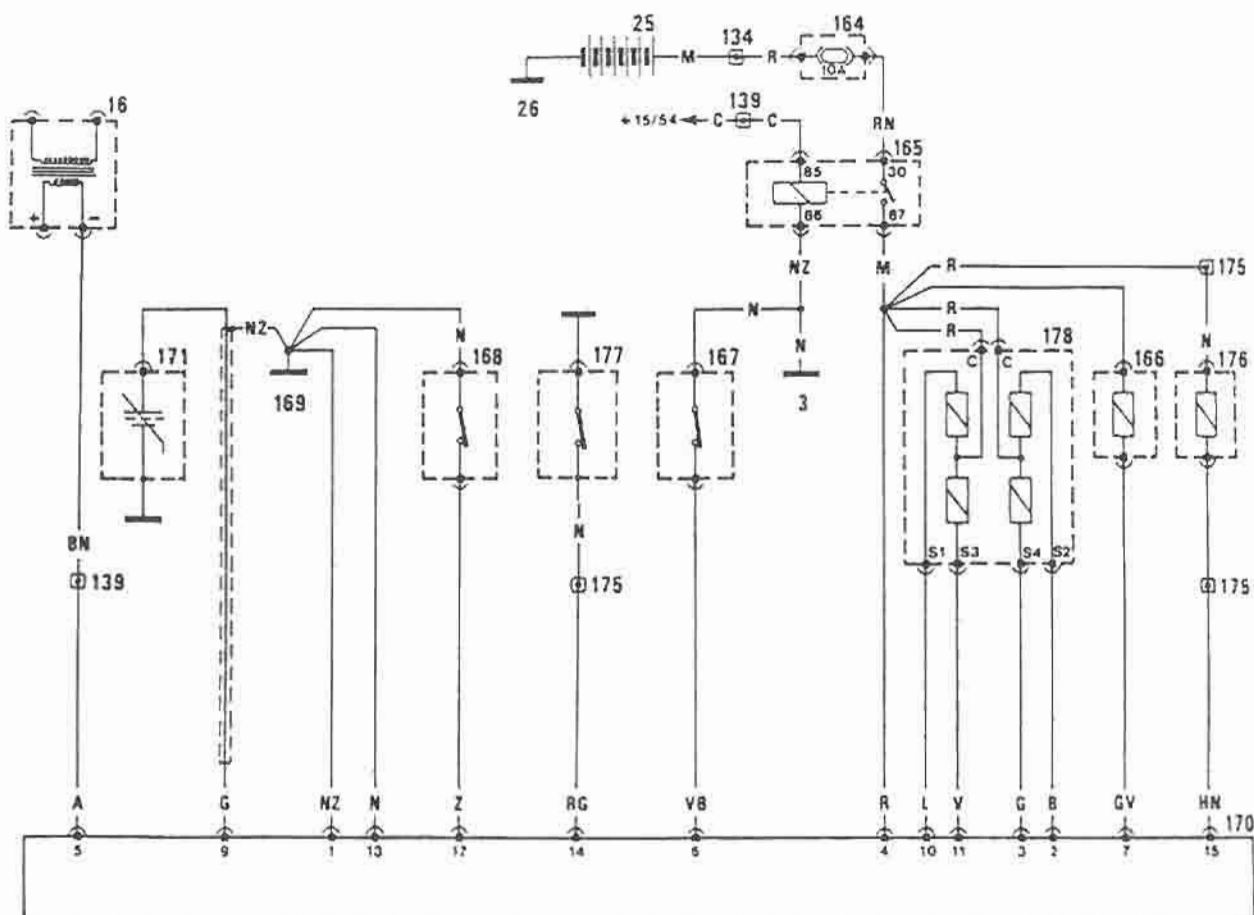 25
134
164
M
R
10A
26
139
+15/54
C
C
RN
16
165
85
30
86
87
+
-
NZ
M
R
175
171
NZ
N
168
177
167
N
R
R
178
166
N
176
169
N
3
C
C
BN
139
N
175
S1
S3
S4
S2
175
A
G
NZ
N
Z
RG
VB
R
L
V
G
B
GV
HN
170
5
9
1
13
12
14
6
4
10
11
3
2
7
15